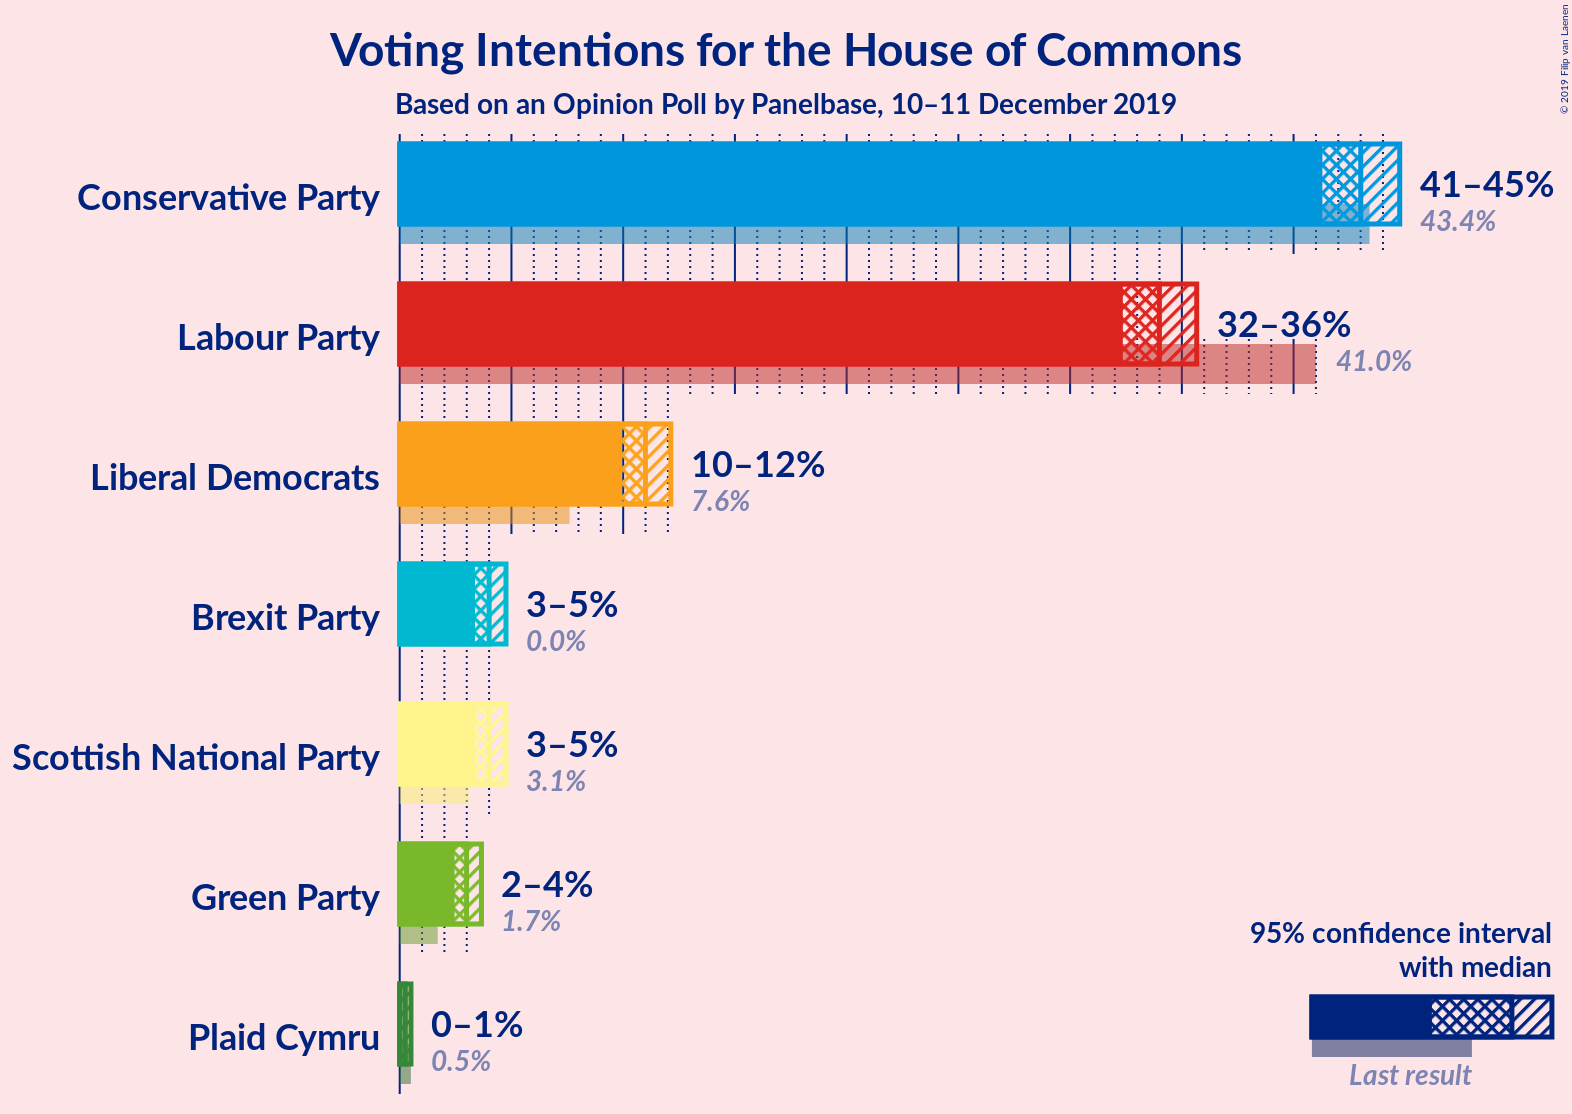 Voting Intentions for the House of Commons
Based on an Opinion Poll by Panelbase, 10–11 December 2019
© 2019 Filip van Laenen
Conservative Party
41–45%
43.4%
Labour Party
32–36%
41.0%
Liberal Democrats
10–12%
7.6%
Brexit Party
3–5%
0.0%
Scottish National Party
3–5%
3.1%
Green Party
2–4%
1.7%
Plaid Cymru
0–1%
0.5%
95% confidence interval
with median
Last result